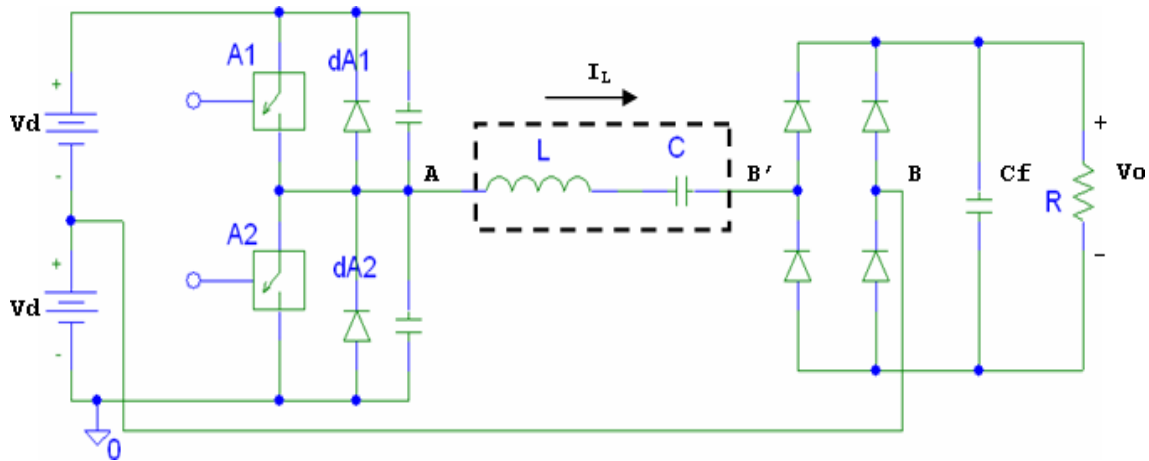 A1
dA1
I_L
+
Vd
-
L
C
A
B'
B
Cf
R
+
Vo
-
A2
dA2
+
Vd
-
0